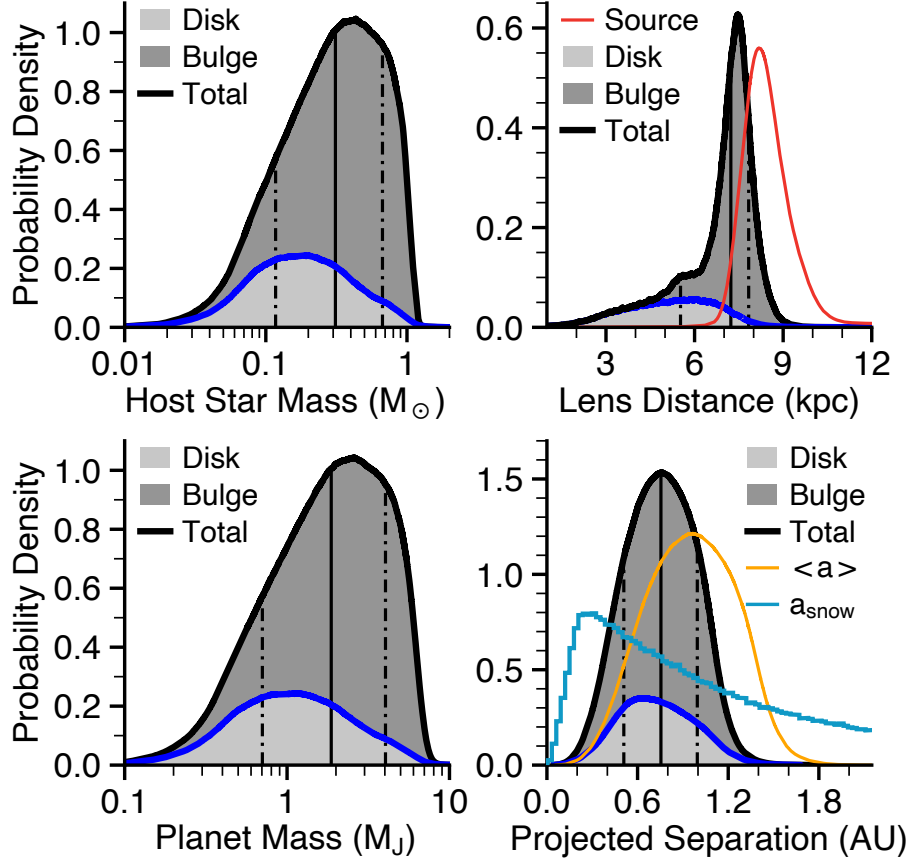 Probability Density
1.0
0.8
0.6
0.4
0.2
0.0
Disk
Bulge
Total
0.01 0.1 1
Host Star Mass (M☉)
0.6
0.4
0.2
0.0
Source
Disk
Bulge
Total
3 6 9 12
Lens Distance (kpc)
Probability Density
1.0
0.8
0.6
0.4
0.2
0.0
Disk
Bulge
Total
0.1 1 10
Planet Mass (M_J)
1.5
1.0
0.5
0.0
Disk
Bulge
Total
<a>
a_snow
0.0 0.6 1.2 1.8
Projected Separation (AU)